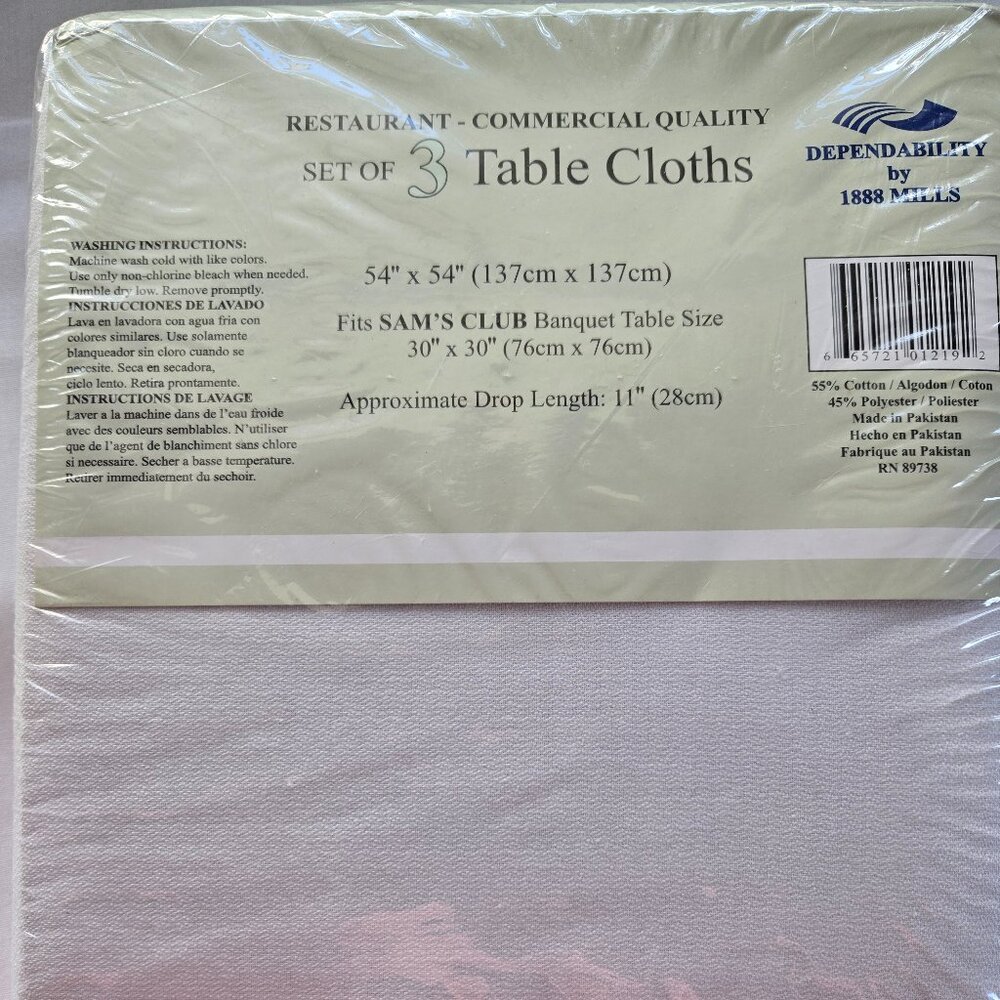 RESTAURANT - COMMERCIAL QUALITY
SET OF 3 Table Cloths
DEPENDABILITY
by
1888 MILLS
WASHING INSTRUCTIONS:
Machine wash cold with like colors.
Use only non-chlorine bleach when needed.
Tumble dry low. Remove promptly.
INSTRUCCIONES DE LAVADO
Lava en lavadora con agua fria con
colores similares. Use solamente
blanqueador sin cloro cuando se
necesite. Seca en secadora,
ciclo lento. Retira prontamente.
INSTRUCTIONS DE LAVAGE
Laver a la machine dans de l'eau froide
avec des couleurs semblables. N'utiliser
que de l'agent de blanchiment sans chlore
si necessaire. Secher a basse temperature.
Retirer immediatement du sechoir.
54" x 54" (137cm x 137cm)
Fits SAM'S CLUB Banquet Table Size
30" x 30" (76cm x 76cm)
Approximate Drop Length: 11" (28cm)
6 65721 01219 2
55% Cotton / Algodon / Coton
45% Polyester / Poliester
Made in Pakistan
Hecho en Pakistan
Fabrique au Pakistan
RN 89738